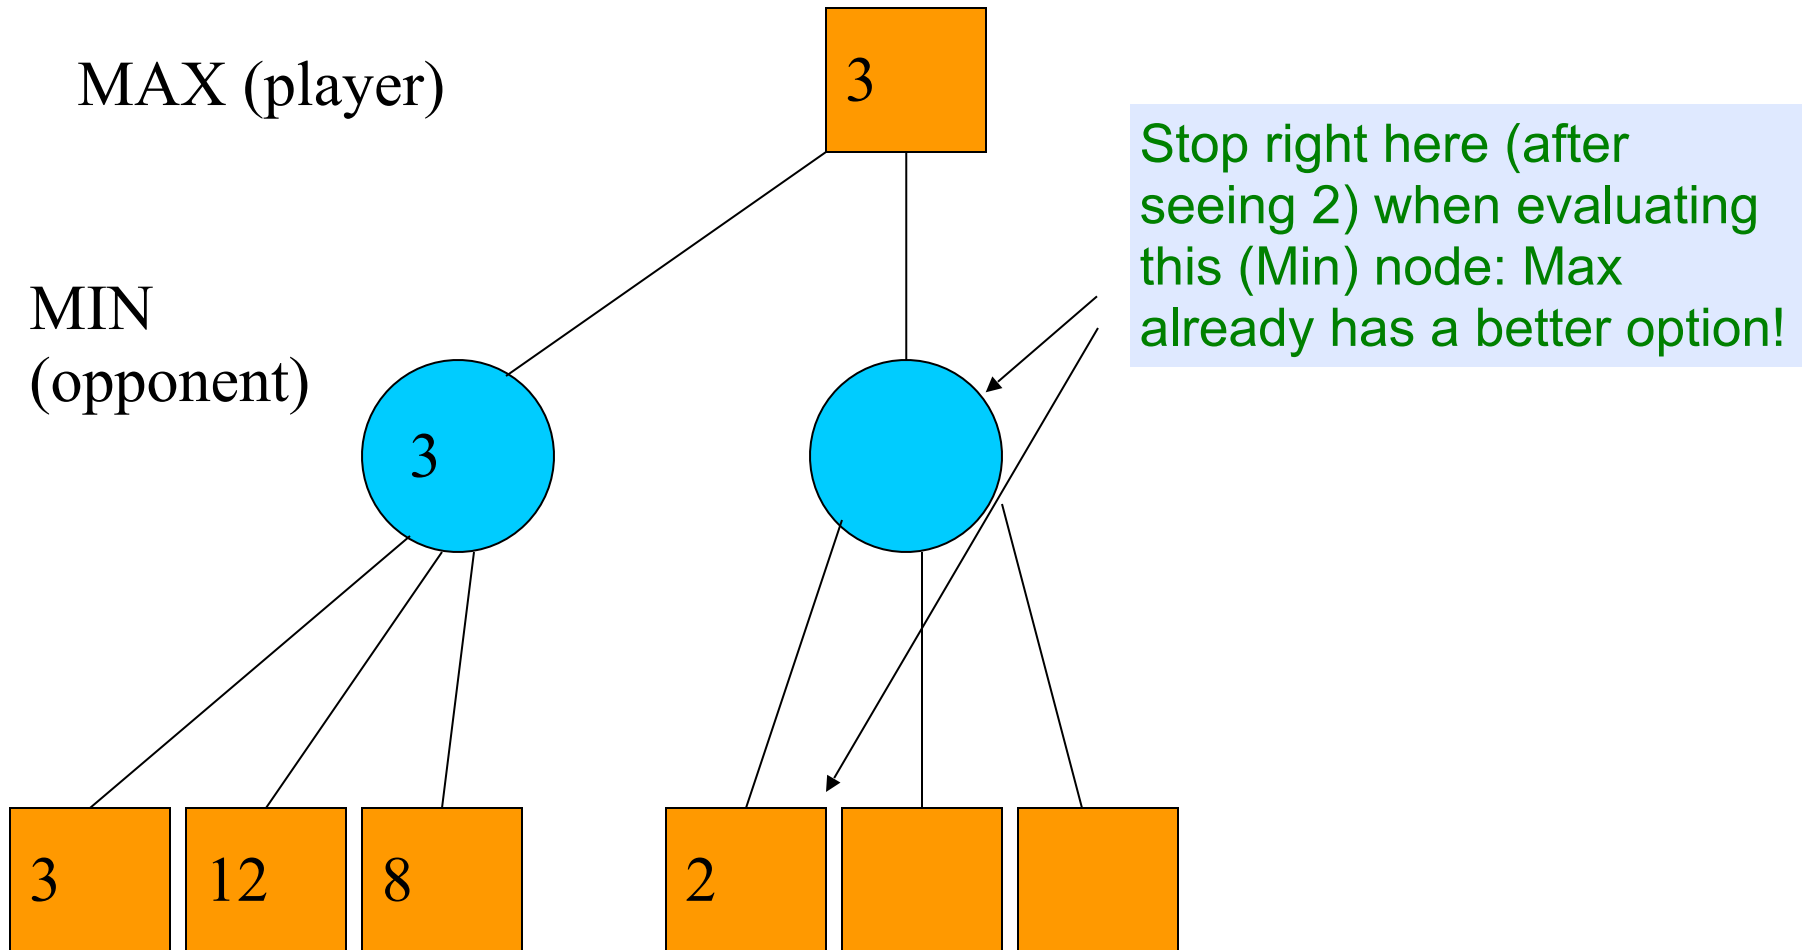 3
MAX (player)
Stop right here (after
seeing 2) when evaluating
this (Min) node: Max
already has a better option!
MIN
(opponent)
3
3
12
8
2